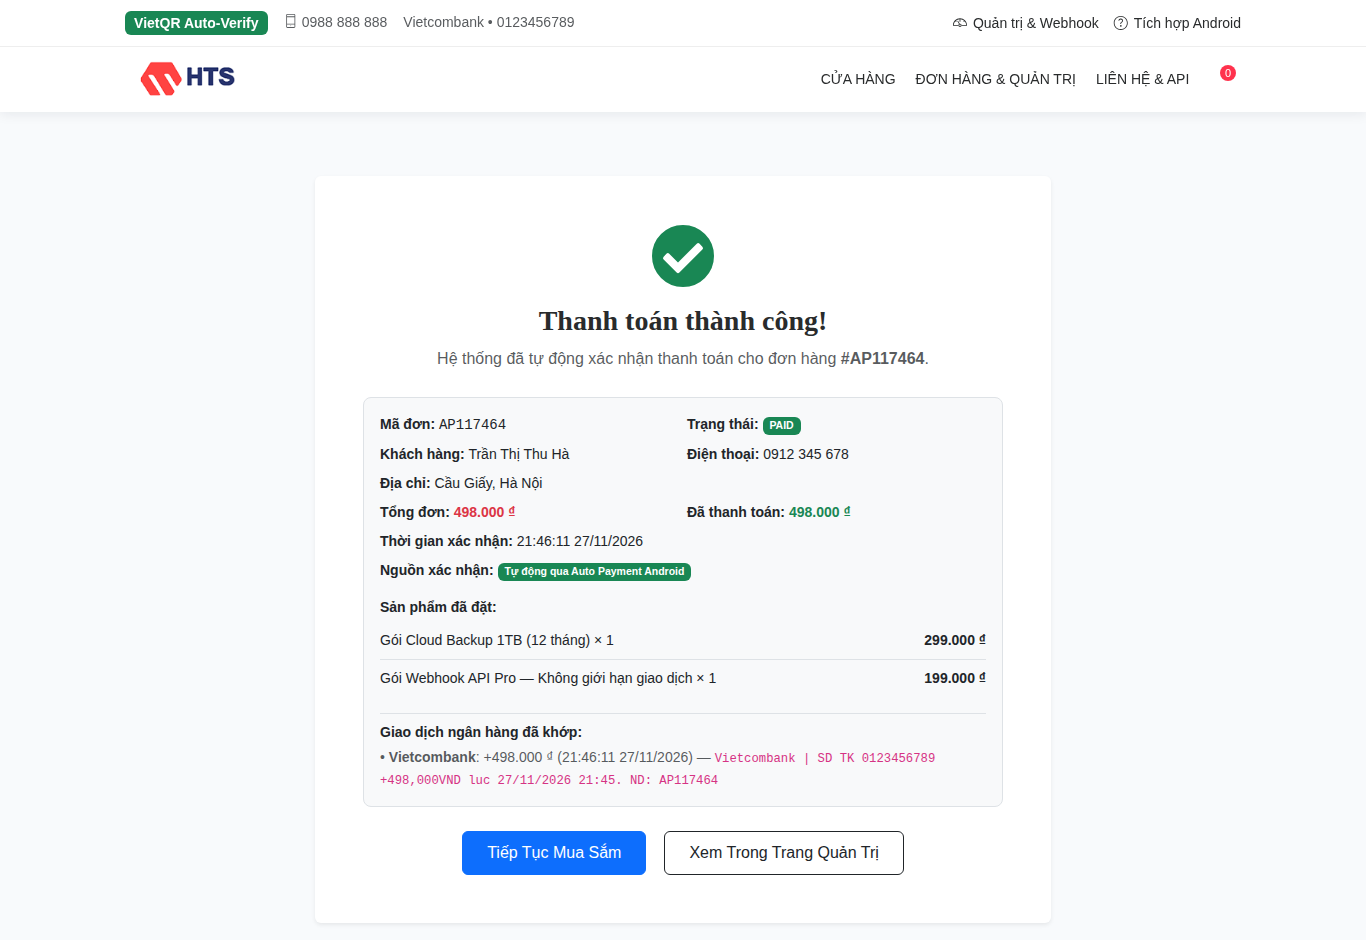 VietQR Auto-Verify 0988 888 888 Vietcombank • 0123456789 Quản trị & Webhook Tích hợp Android
HTS CỬA HÀNG ĐƠN HÀNG & QUẢN TRỊ LIÊN HỆ & API 0
Thanh toán thành công!
Hệ thống đã tự động xác nhận thanh toán cho đơn hàng #AP117464.
Mã đơn: AP117464 Trạng thái: PAID
Khách hàng: Trần Thị Thu Hà Điện thoại: 0912 345 678
Địa chỉ: Cầu Giấy, Hà Nội
Tổng đơn: 498.000 ₫ Đã thanh toán: 498.000 ₫
Thời gian xác nhận: 21:46:11 27/11/2026
Nguồn xác nhận: Tự động qua Auto Payment Android
Sản phẩm đã đặt:
Gói Cloud Backup 1TB (12 tháng) × 1 299.000 ₫
Gói Webhook API Pro — Không giới hạn giao dịch × 1 199.000 ₫
Giao dịch ngân hàng đã khớp:
• Vietcombank: +498.000 ₫ (21:46:11 27/11/2026) — Vietcombank | SD TK 0123456789
+498,000VND luc 27/11/2026 21:45. ND: AP117464
Tiếp Tục Mua Sắm Xem Trong Trang Quản Trị